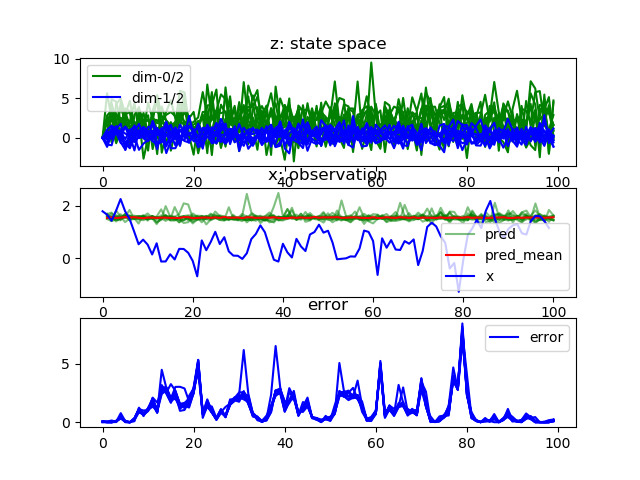 z: state space
10
5
0
dim-0/2
dim-1/2
0 20 40 60 80 100
x: observation
2
0
pred
pred_mean
x
0 20 40 60 80 100
error
5
0
error
0 20 40 60 80 100